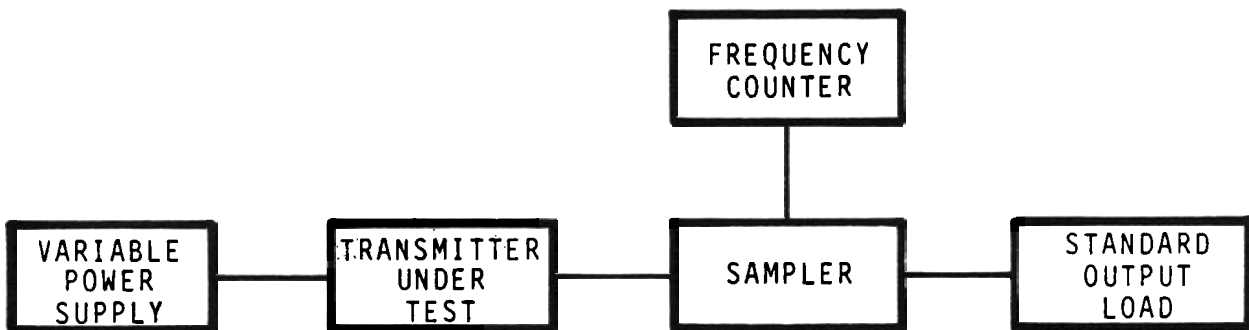 FREQUENCY
COUNTER
VARIABLE
POWER
SUPPLY
TRANSMITTER
UNDER
TEST
SAMPLER
STANDARD
OUTPUT
LOAD